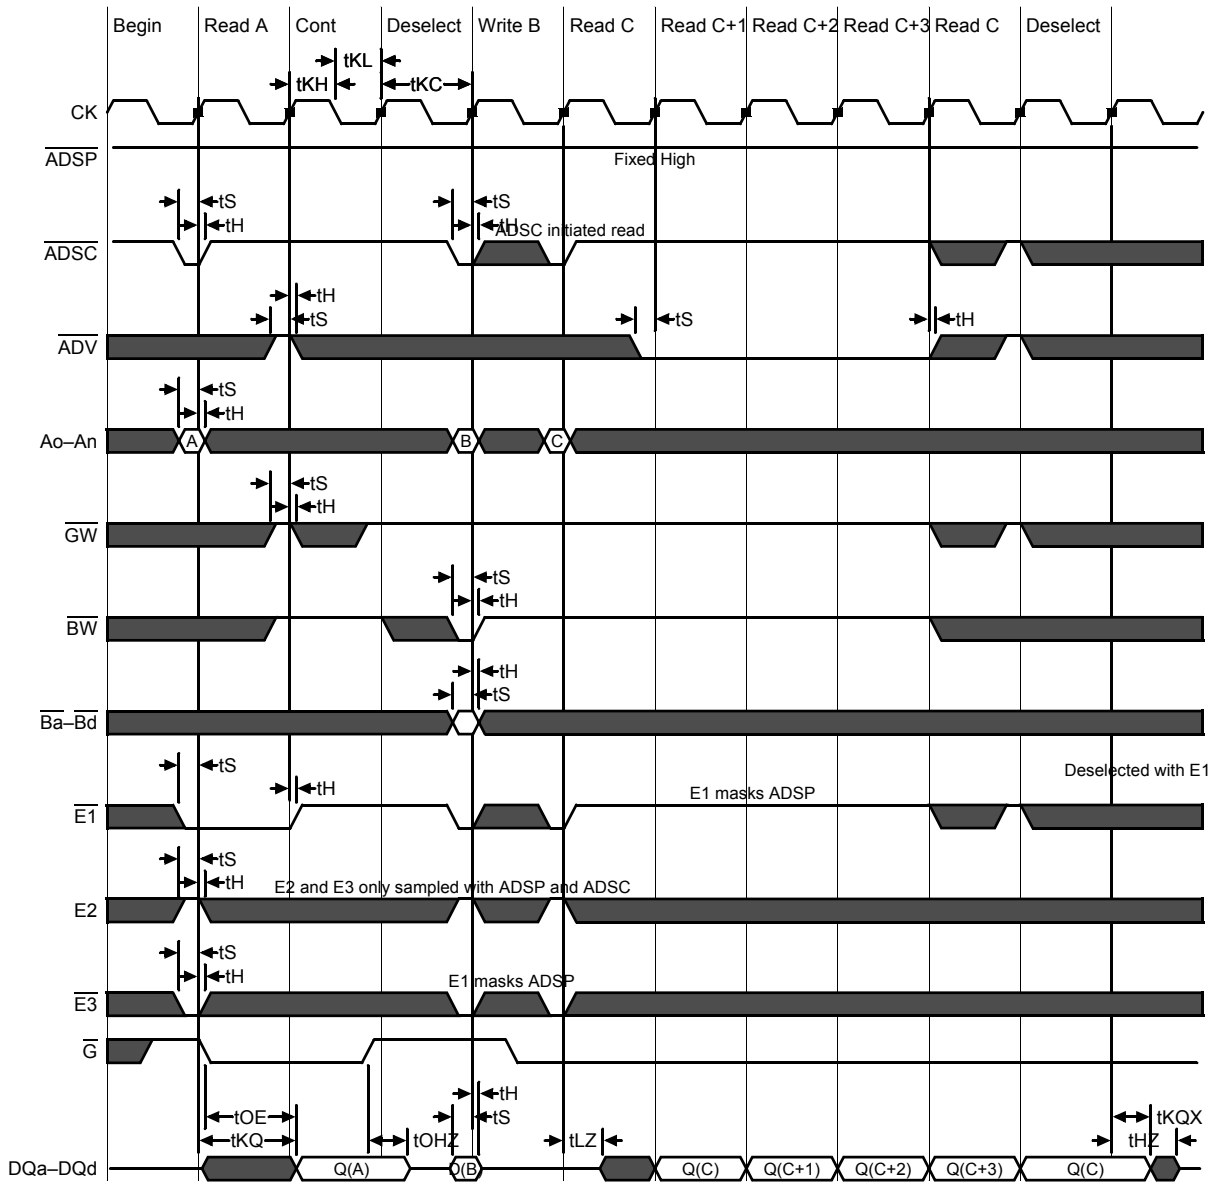 Begin Read A Cont Deselect Write B Read C Read C+1 Read C+2 Read C+3 Read C Deselect
tKL
tKH tKC
CK
ADSP
Fixed High
tS tS
tH tH
ADSC initiated read
ADSC
tH
tS tS tH
ADV
tS
tH
Ao–An A B C
tS
tH
GW
tS
tH
BW
tH
tS
Ba–Bd
tS Deselected with E1
tH
E1 masks ADSP
E1
tS
tH
E2 and E3 only sampled with ADSP and ADSC
E2
tS
tH
E1 masks ADSP
E3
G
tH
tOE tS tKQX
tKQ tOHZ tLZ tHZ
DQa–DQd Q(A) Q(B Q(C) Q(C+1) Q(C+2) Q(C+3) Q(C)